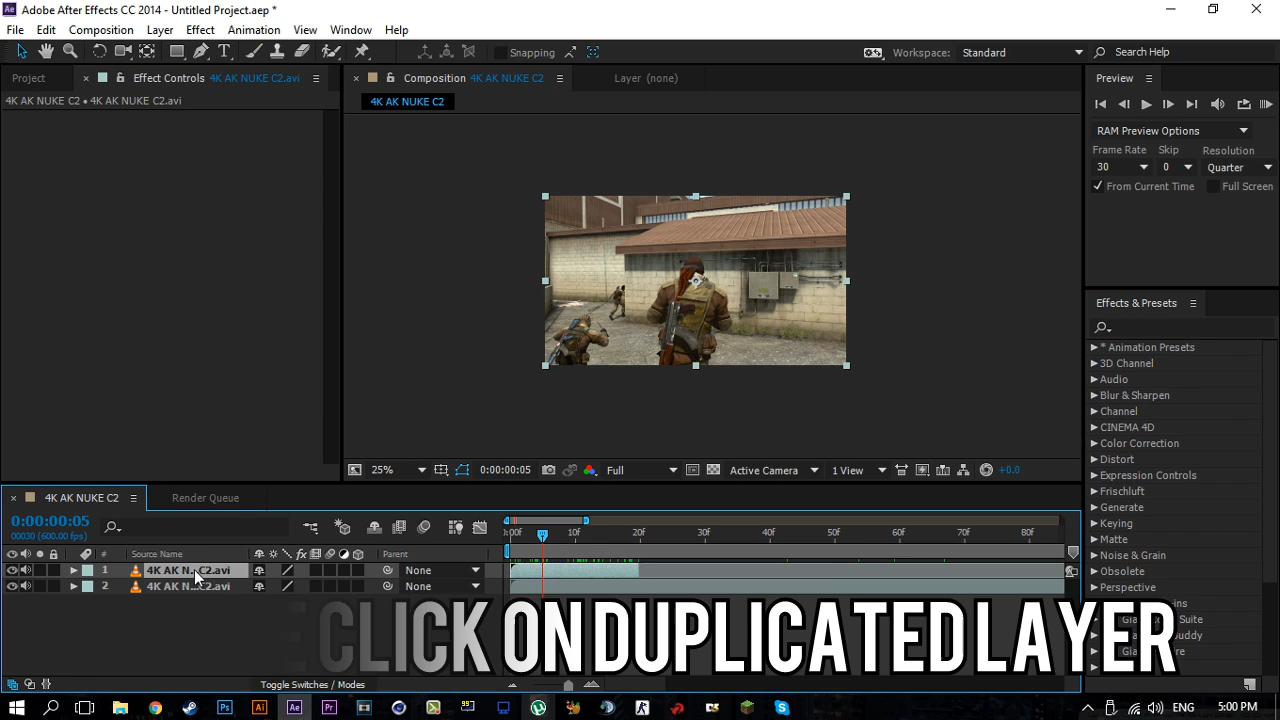 Adobe After Effects CC 2014 - Untitled Project.aep *
File Edit Composition Layer Effect Animation View Window Help
Snapping
Workspace: Standard
Search Help
Project
Effect Controls 4K AK NUKE C2.avi
4K AK NUKE C2 • 4K AK NUKE C2.avi
Composition 4K AK NUKE C2
Layer (none)
4K AK NUKE C2
Preview
RAM Preview Options
Frame Rate Skip Resolution
30 0 Quarter
From Current Time Full Screen
Effects & Presets
* Animation Presets
3D Channel
Audio
Blur & Sharpen
Channel
CINEMA 4D
Color Correction
Distort
Expression Controls
Frischluft
Generate
Keying
Matte
Noise & Grain
Obsolete
Perspective
25% 0:00:00:05 Full Active Camera 1 View +0.0
4K AK NUKE C2 Render Queue
0:00:00:05
00030 (600.00 fps)
Source Name Parent
10f 20f 30f 40f 50f 60f 70f 80f
1 4K AK N...C2.avi None
2 4K AK N...C2.avi None
CLICK ON DUPLICATED LAYER
Toggle Switches / Modes
5:00 PM